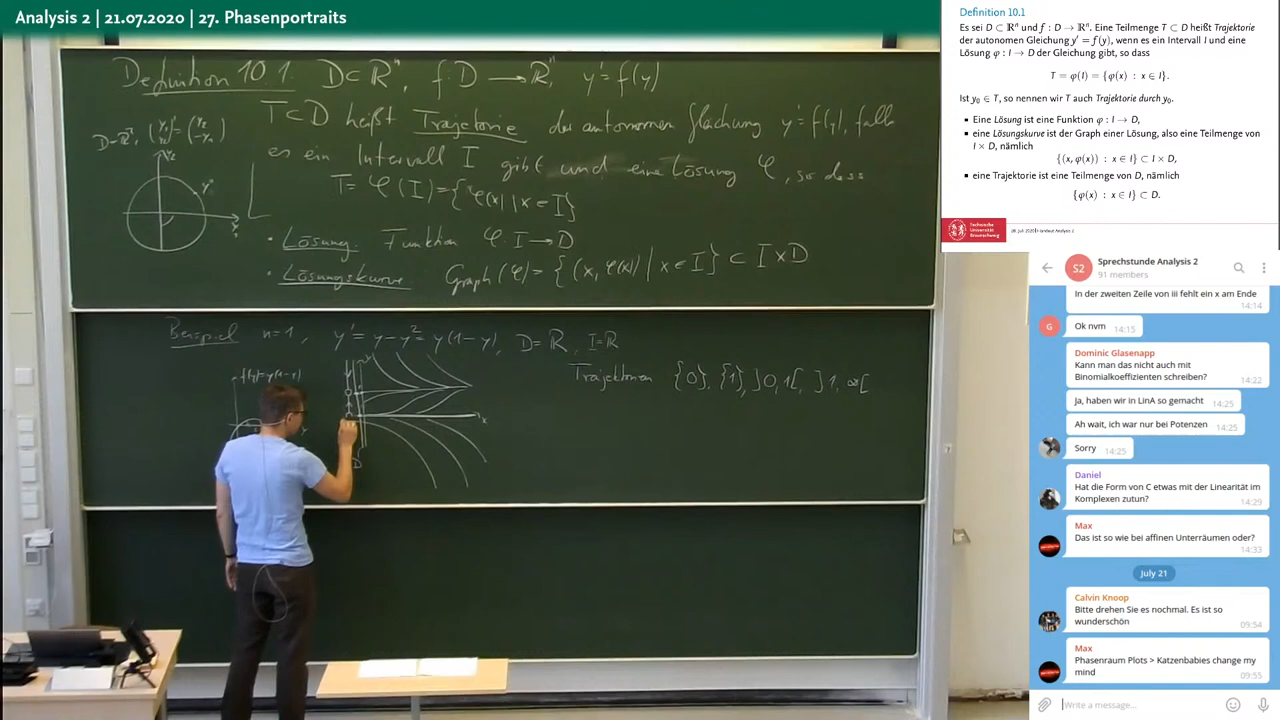 Analysis 2 | 21.07.2020 | 27. Phasenportraits
Definition 10.1. D⊂ℝⁿ, f: D → ℝⁿ, y' = f(y)
T⊂D heißt Trajektorie der autonomen Gleichung y' = f(y), falls
es ein Intervall I gibt und eine Lösung φ, so dass
T = φ(I) = {φ(x) | x ∈ I}
• Lösung: Funktion φ: I → D
• Lösungskurve Graph(φ) = { (x, φ(x)) | x ∈ I } ⊂ I × D
D=ℝ², (y₁ y₂)' = (y₂ -y₁)
y₂
Beispiel n=1, y' = y-y² = y(1-y), D=ℝ, I=ℝ
f(y)=y(1-y)
x
D
Trajektorien {0}, {1}, ]0,1[, ]1,∞[
Definition 10.1
Es sei D ⊂ ℝⁿ und f : D → ℝⁿ. Eine Teilmenge T ⊂ D heißt Trajektorie
der autonomen Gleichung y' = f(y), wenn es ein Intervall I und eine
Lösung φ : I → D der Gleichung gibt, so dass
T = φ(I) = {φ(x) : x ∈ I}.
Ist y₀ ∈ T, so nennen wir T auch Trajektorie durch y₀.
• Eine Lösung ist eine Funktion φ : I → D,
• eine Lösungskurve ist der Graph einer Lösung, also eine Teilmenge von
I × D, nämlich
{(x, φ(x)) : x ∈ I} ⊂ I × D,
• eine Trajektorie ist eine Teilmenge von D, nämlich
{φ(x) : x ∈ I} ⊂ D.
Technische
Universität
Braunschweig
S2
Sprechstunde Analysis 2
91 members
In der zweiten Zeile von iii fehlt ein x am Ende
14:14
G
Ok nvm 14:15
Dominic Glasenapp
Kann man das nicht auch mit
Binomialkoeffizienten schreiben?
14:22
Ja, haben wir in LinA so gemacht 14:25
Ah wait, ich war nur bei Potenzen
14:25
Sorry 14:25
Daniel
Hat die Form von C etwas mit der Linearität im
Komplexen zutun? 14:29
Max
Das ist so wie bei affinen Unterräumen oder?
14:33
July 21
Calvin Knoop
Bitte drehen Sie es nochmal. Es ist so
wunderschön 09:54
Max
Phasenraum Plots > Katzenbabies change my
mind 09:55
Write a message...